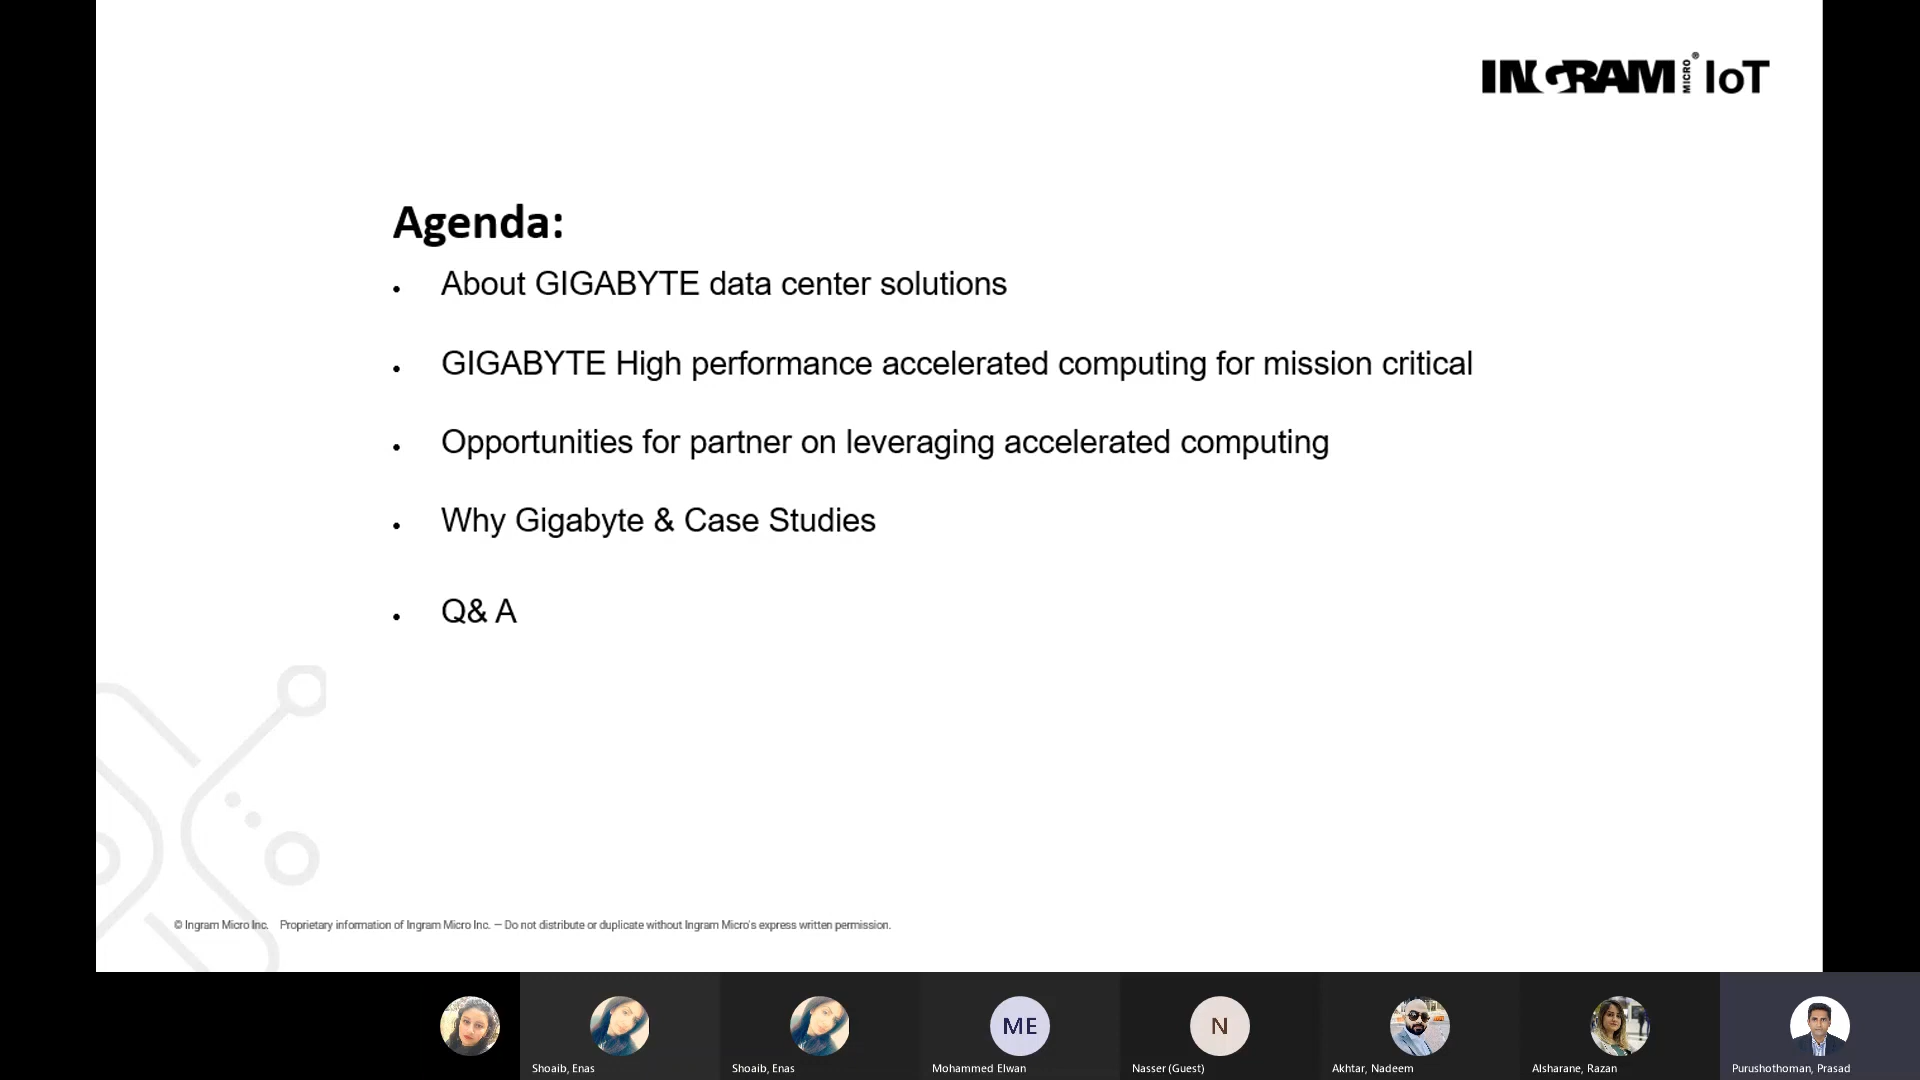 INGRAM MICRO® IoT
Agenda:
• About GIGABYTE data center solutions
• GIGABYTE High performance accelerated computing for mission critical
• Opportunities for partner on leveraging accelerated computing
• Why Gigabyte & Case Studies
• Q& A
© Ingram Micro Inc. Proprietary information of Ingram Micro Inc. — Do not distribute or duplicate without Ingram Micro's express written permission.
ME
N
Shoaib, Enas
Shoaib, Enas
Mohammed Elwan
Nasser (Guest)
Akhtar, Nadeem
Alsharane, Razan
Purushothoman, Prasad